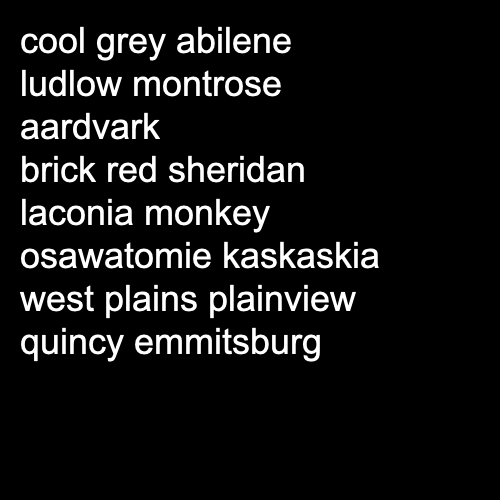 cool grey abilene
ludlow montrose
aardvark
brick red sheridan
laconia monkey
osawatomie kaskaskia
west plains plainview
quincy emmitsburg